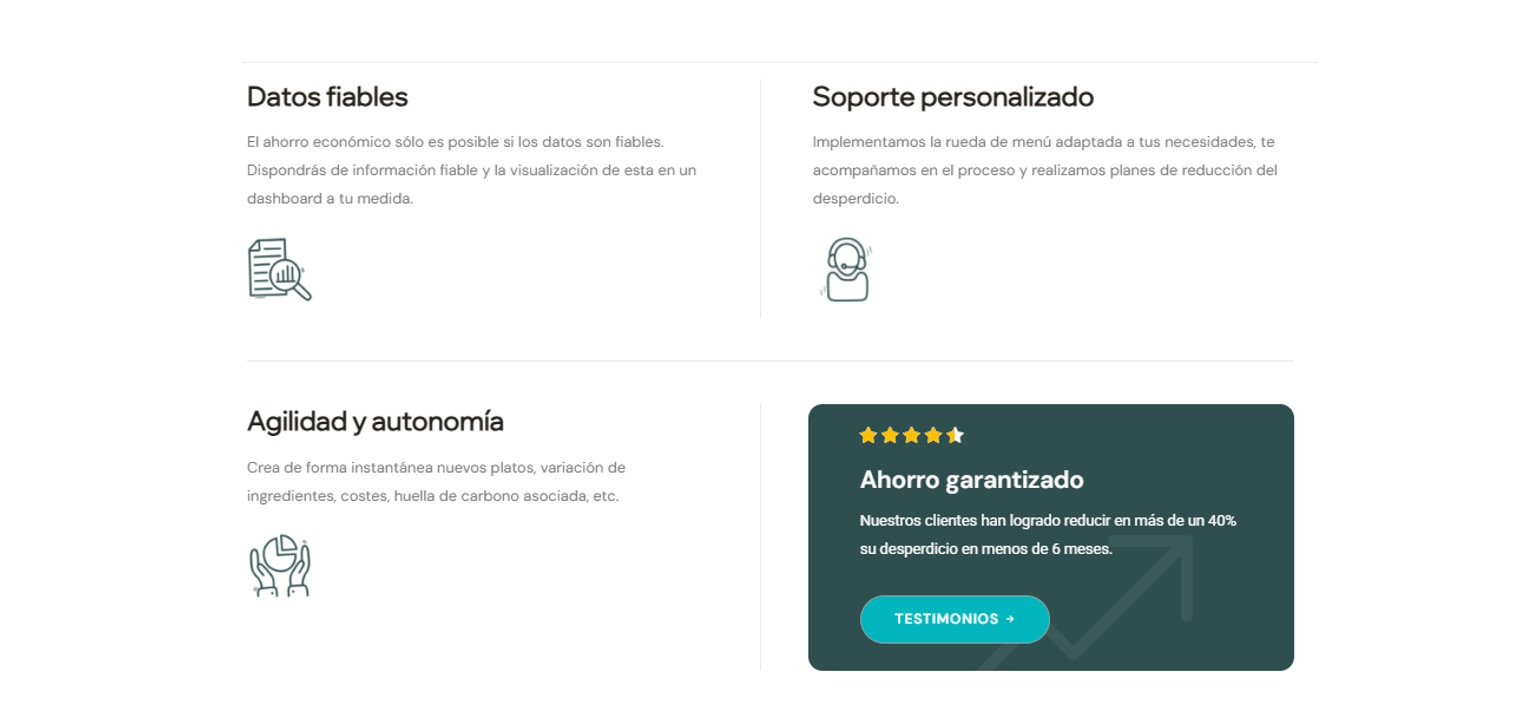 Datos fiables
El ahorro económico sólo es posible si los datos son fiables.
Dispondrás de información fiable y la visualización de esta en un
dashboard a tu medida.
Soporte personalizado
Implementamos la rueda de menú adaptada a tus necesidades, te
acompañamos en el proceso y realizamos planes de reducción del
desperdicio.
Agilidad y autonomía
Crea de forma instantánea nuevos platos, variación de
ingredientes, costes, huella de carbono asociada, etc.
Ahorro garantizado
Nuestros clientes han logrado reducir en más de un 40%
su desperdicio en menos de 6 meses.
TESTIMONIOS →